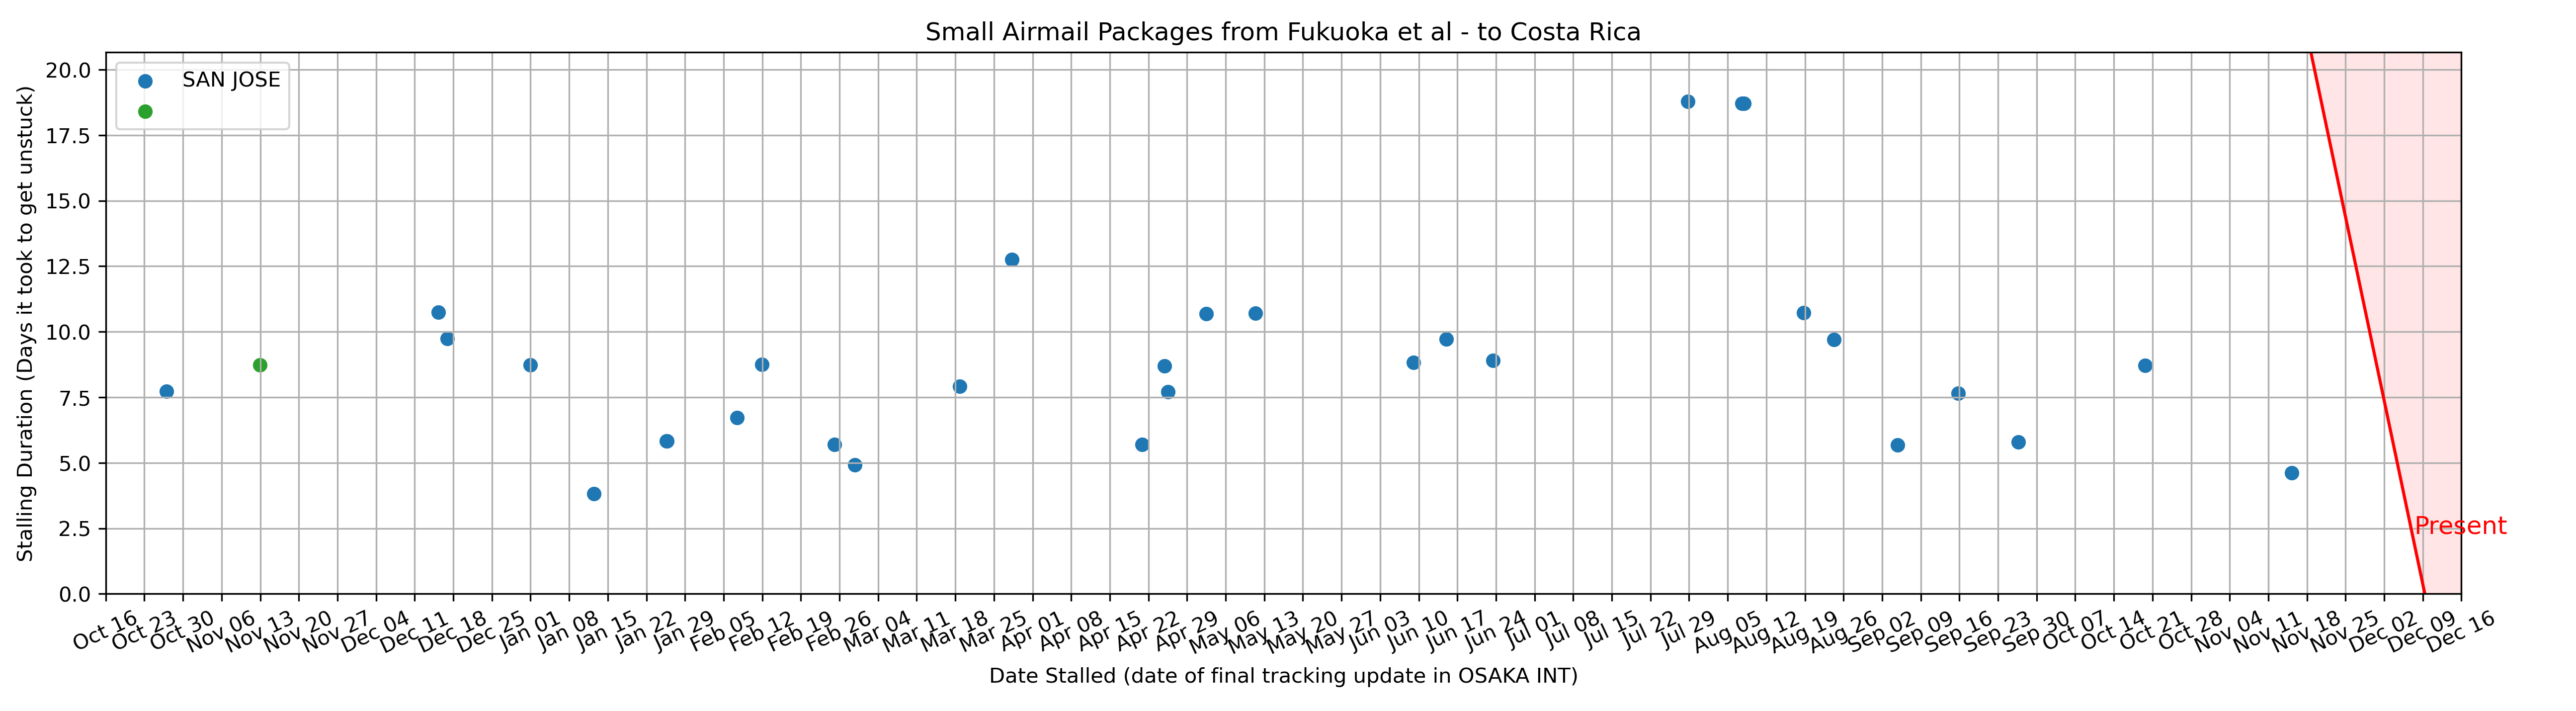 Small Airmail Packages from Fukuoka et al - to Costa Rica
Stalling Duration (Days it took to get unstuck)
20.0
17.5
15.0
12.5
10.0
7.5
5.0
2.5
0.0
SAN JOSE
Present
Oct 16
Oct 23
Oct 30
Nov 06
Nov 13
Nov 20
Nov 27
Dec 04
Dec 11
Dec 18
Dec 25
Jan 01
Jan 08
Jan 15
Jan 22
Jan 29
Feb 05
Feb 12
Feb 19
Feb 26
Mar 04
Mar 11
Mar 18
Mar 25
Apr 01
Apr 08
Apr 15
Apr 22
Apr 29
May 06
May 13
May 20
May 27
Jun 03
Jun 10
Jun 17
Jun 24
Jul 01
Jul 08
Jul 15
Jul 22
Jul 29
Aug 05
Aug 12
Aug 19
Aug 26
Sep 02
Sep 09
Sep 16
Sep 23
Sep 30
Oct 07
Oct 14
Oct 21
Oct 28
Nov 04
Nov 11
Nov 18
Nov 25
Dec 02
Dec 09
Dec 16
Date Stalled (date of final tracking update in OSAKA INT)